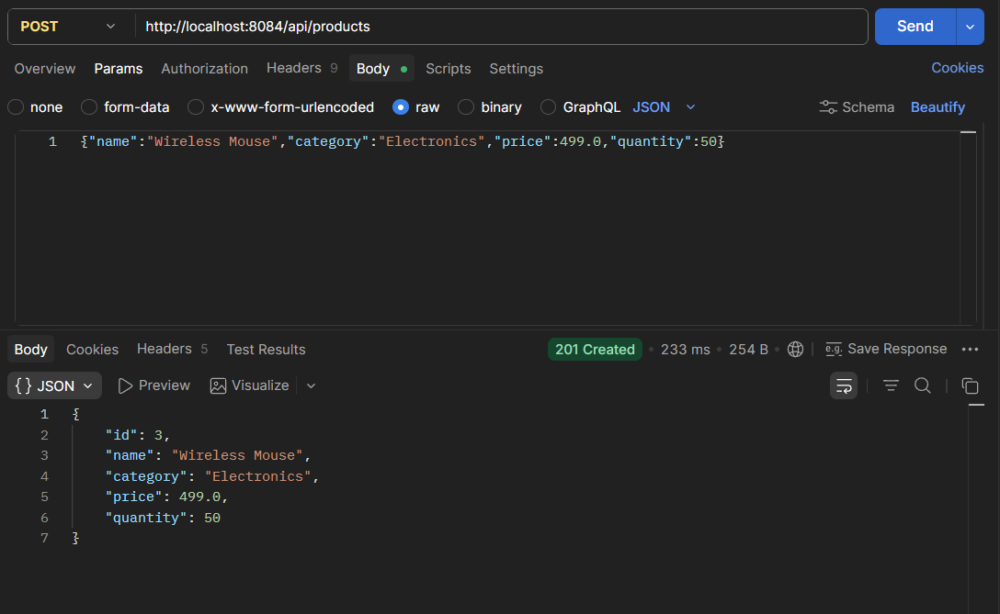 POST http://localhost:8084/api/products Send
Overview Params Authorization Headers 9 Body Scripts Settings Cookies
none form-data x-www-form-urlencoded raw binary GraphQL JSON Schema Beautify
1 {"name":"Wireless Mouse","category":"Electronics","price":499.0,"quantity":50}
Body Cookies Headers 5 Test Results 201 Created 233 ms 254 B e.g. Save Response
{} JSON Preview Visualize
1 {
2 "id": 3,
3 "name": "Wireless Mouse",
4 "category": "Electronics",
5 "price": 499.0,
6 "quantity": 50
7 }